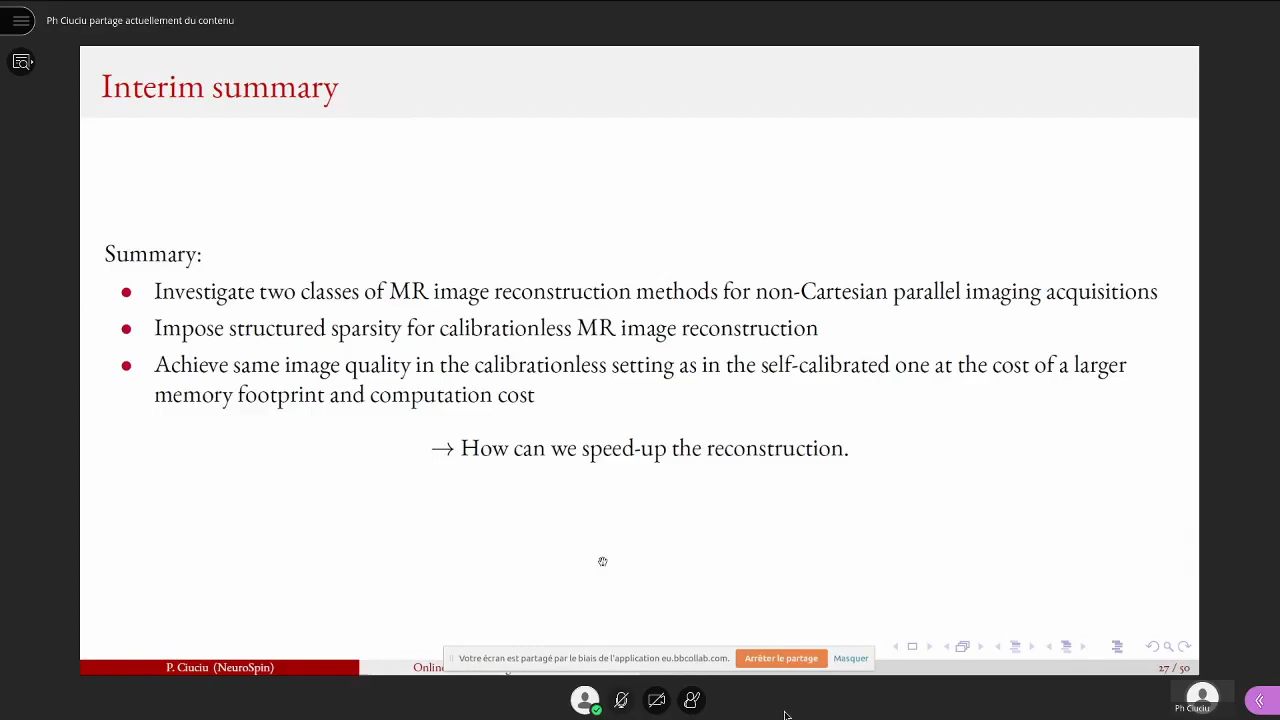 Ph Ciuciu partage actuellement du contenu
Interim summary
Summary:
Investigate two classes of MR image reconstruction methods for non-Cartesian parallel imaging acquisitions
Impose structured sparsity for calibrationless MR image reconstruction
Achieve same image quality in the calibrationless setting as in the self-calibrated one at the cost of a larger
memory footprint and computation cost
→ How can we speed-up the reconstruction.
Votre écran est partagé par le biais de l'application eu.bbcollab.com. Arrêter le partage Masquer
P. Ciuciu (NeuroSpin) 27 / 50
Ph Ciuciu